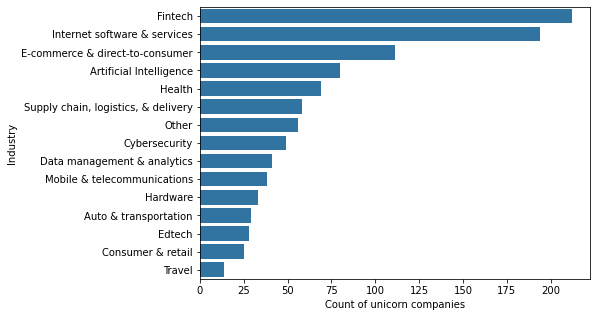 Fintech
Internet software & services
E-commerce & direct-to-consumer
Artificial Intelligence
Health
Supply chain, logistics, & delivery
Other
Cybersecurity
Data management & analytics
Mobile & telecommunications
Hardware
Auto & transportation
Edtech
Consumer & retail
Travel
Industry
0 25 50 75 100 125 150 175 200
Count of unicorn companies